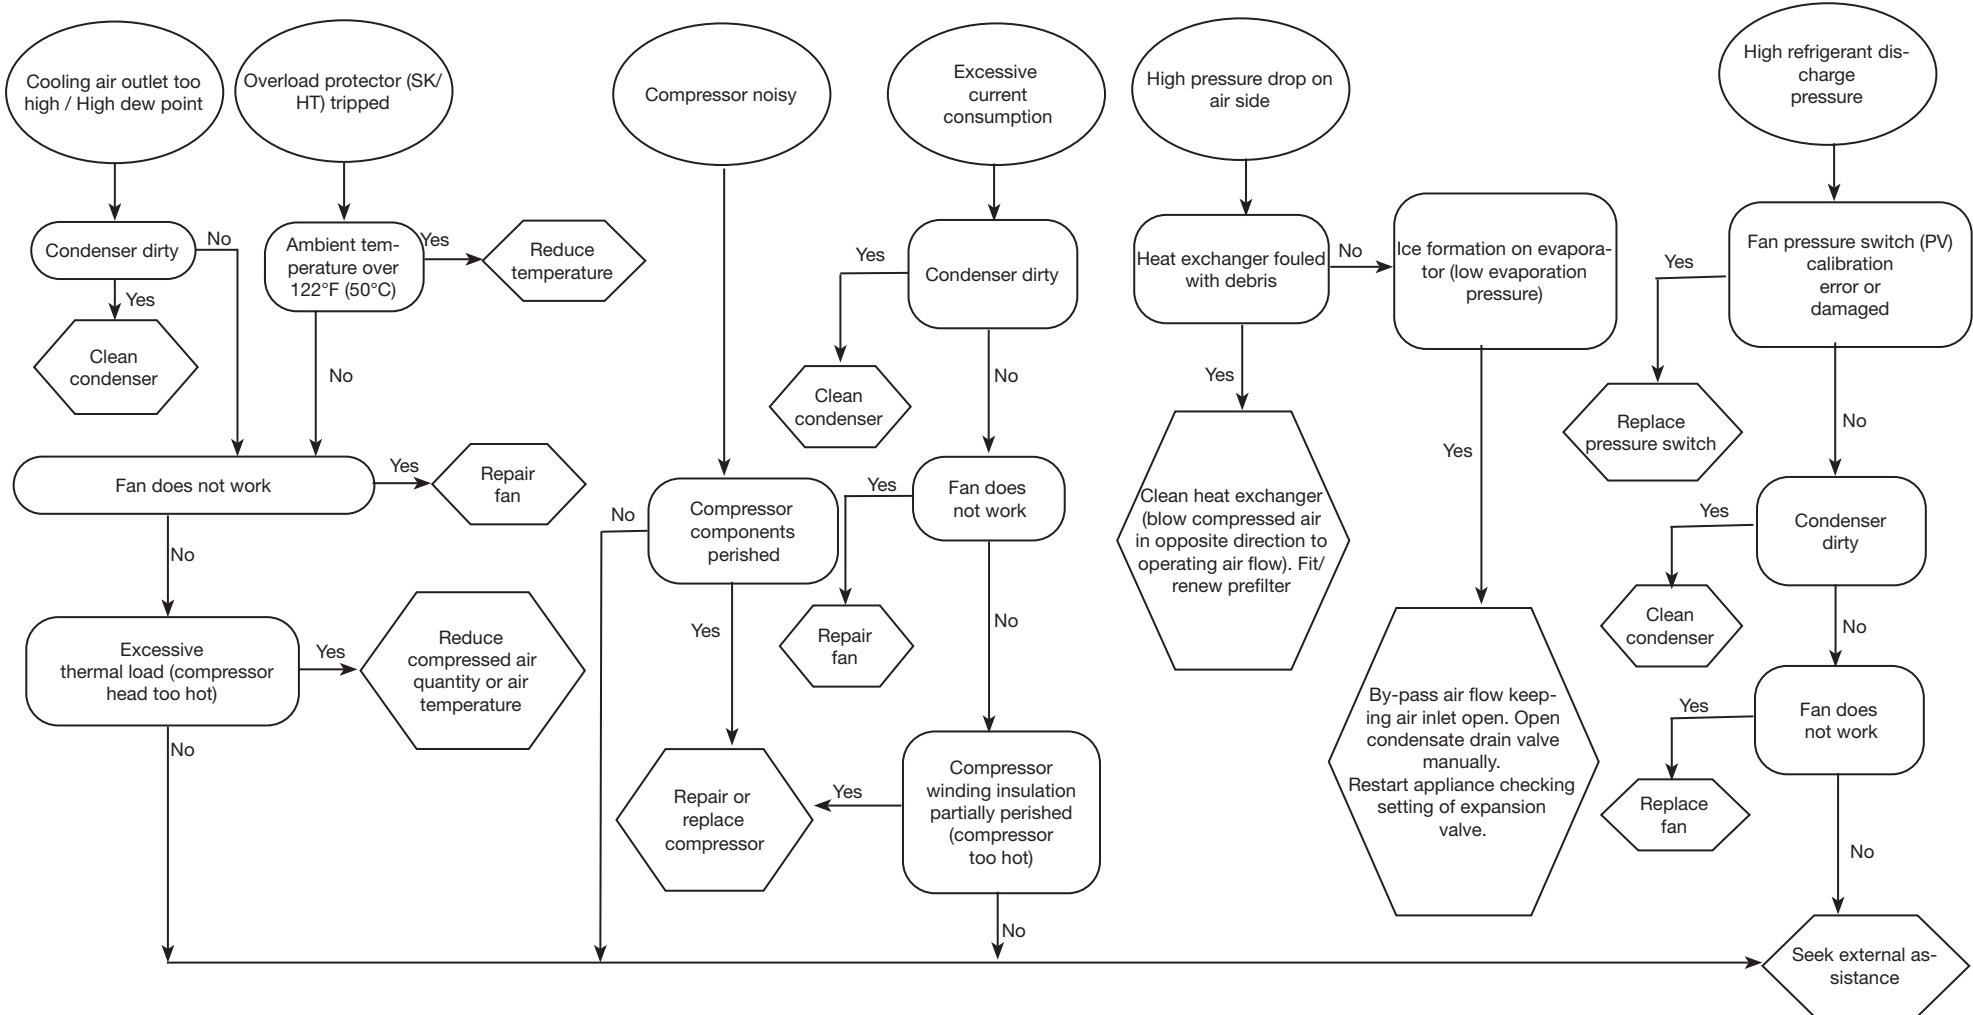 Cooling air outlet too
high / High dew point
Condenser dirty
No
Yes
Clean
condenser
Overload protector (SK/
HT) tripped
Ambient tem-
perature over
122°F (50°C)
Yes
Reduce
temperature
No
Fan does not work
Yes
Repair
fan
No
Excessive
thermal load (compressor
head too hot)
Yes
Reduce
compressed air
quantity or air
temperature
No
Compressor noisy
Compressor
components
perished
No
Yes
Repair or
replace
compressor
Excessive
current
consumption
Condenser dirty
Yes
Clean
condenser
No
Fan does
not work
Yes
Repair
fan
No
Compressor
winding insulation
partially perished
(compressor
too hot)
Yes
No
High pressure drop on
air side
Heat exchanger fouled
with debris
No
Yes
Clean heat exchanger
(blow compressed air
in opposite direction to
operating air flow). Fit/
renew prefilter
Ice formation on evapora-
tor (low evaporation
pressure)
Yes
By-pass air flow keep-
ing air inlet open. Open
condensate drain valve
manually.
Restart appliance checking
setting of expansion
valve.
High refrigerant dis-
charge
pressure
Fan pressure switch (PV)
calibration
error or
damaged
Yes
Replace
pressure switch
No
Condenser
dirty
Yes
Clean
condenser
No
Fan does
not work
Yes
Replace
fan
No
Seek external as-
sistance